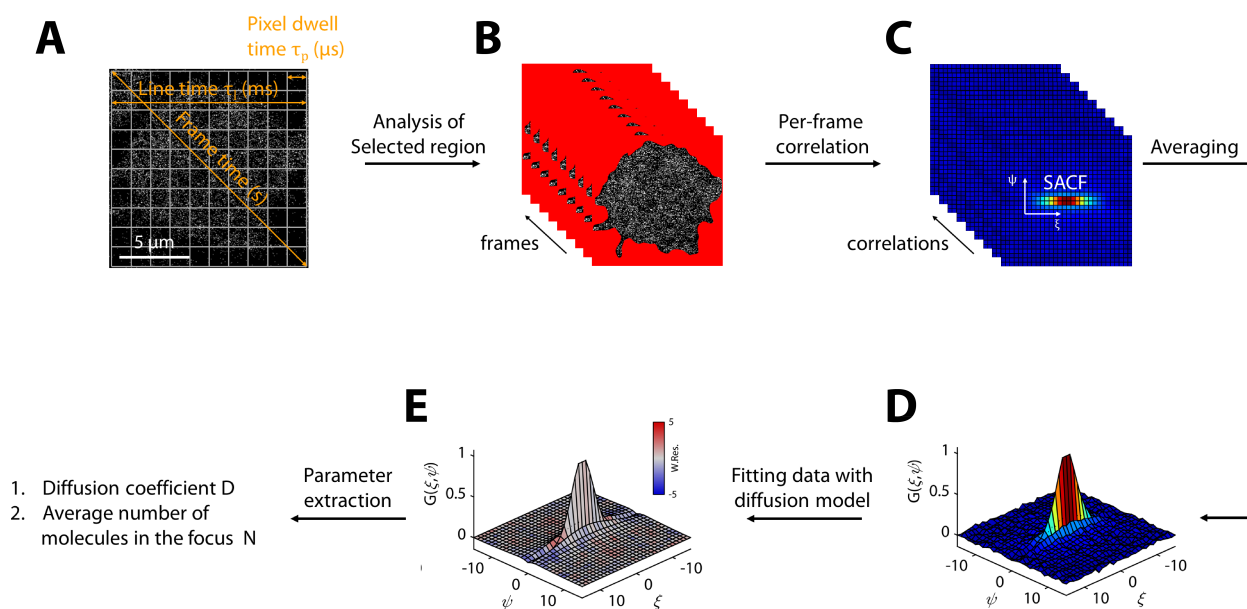 A
Pixel dwell
time τp (µs)
Line time τl (ms)
Frame time (s)
5 µm
Analysis of
Selected region
B
frames
Per-frame
correlation
C
SACF
ψ
ξ
correlations
Averaging
D
G(ξ,ψ)
1
0.5
0
-10
0
10
ψ
-10
0
10
ξ
Fitting data with
diffusion model
E
G(ξ,ψ)
1
0.5
0
-10
0
10
ψ
-10
0
10
ξ
5
W.Res.
-5
Parameter
extraction
1. Diffusion coefficient D
2. Average number of
molecules in the focus N